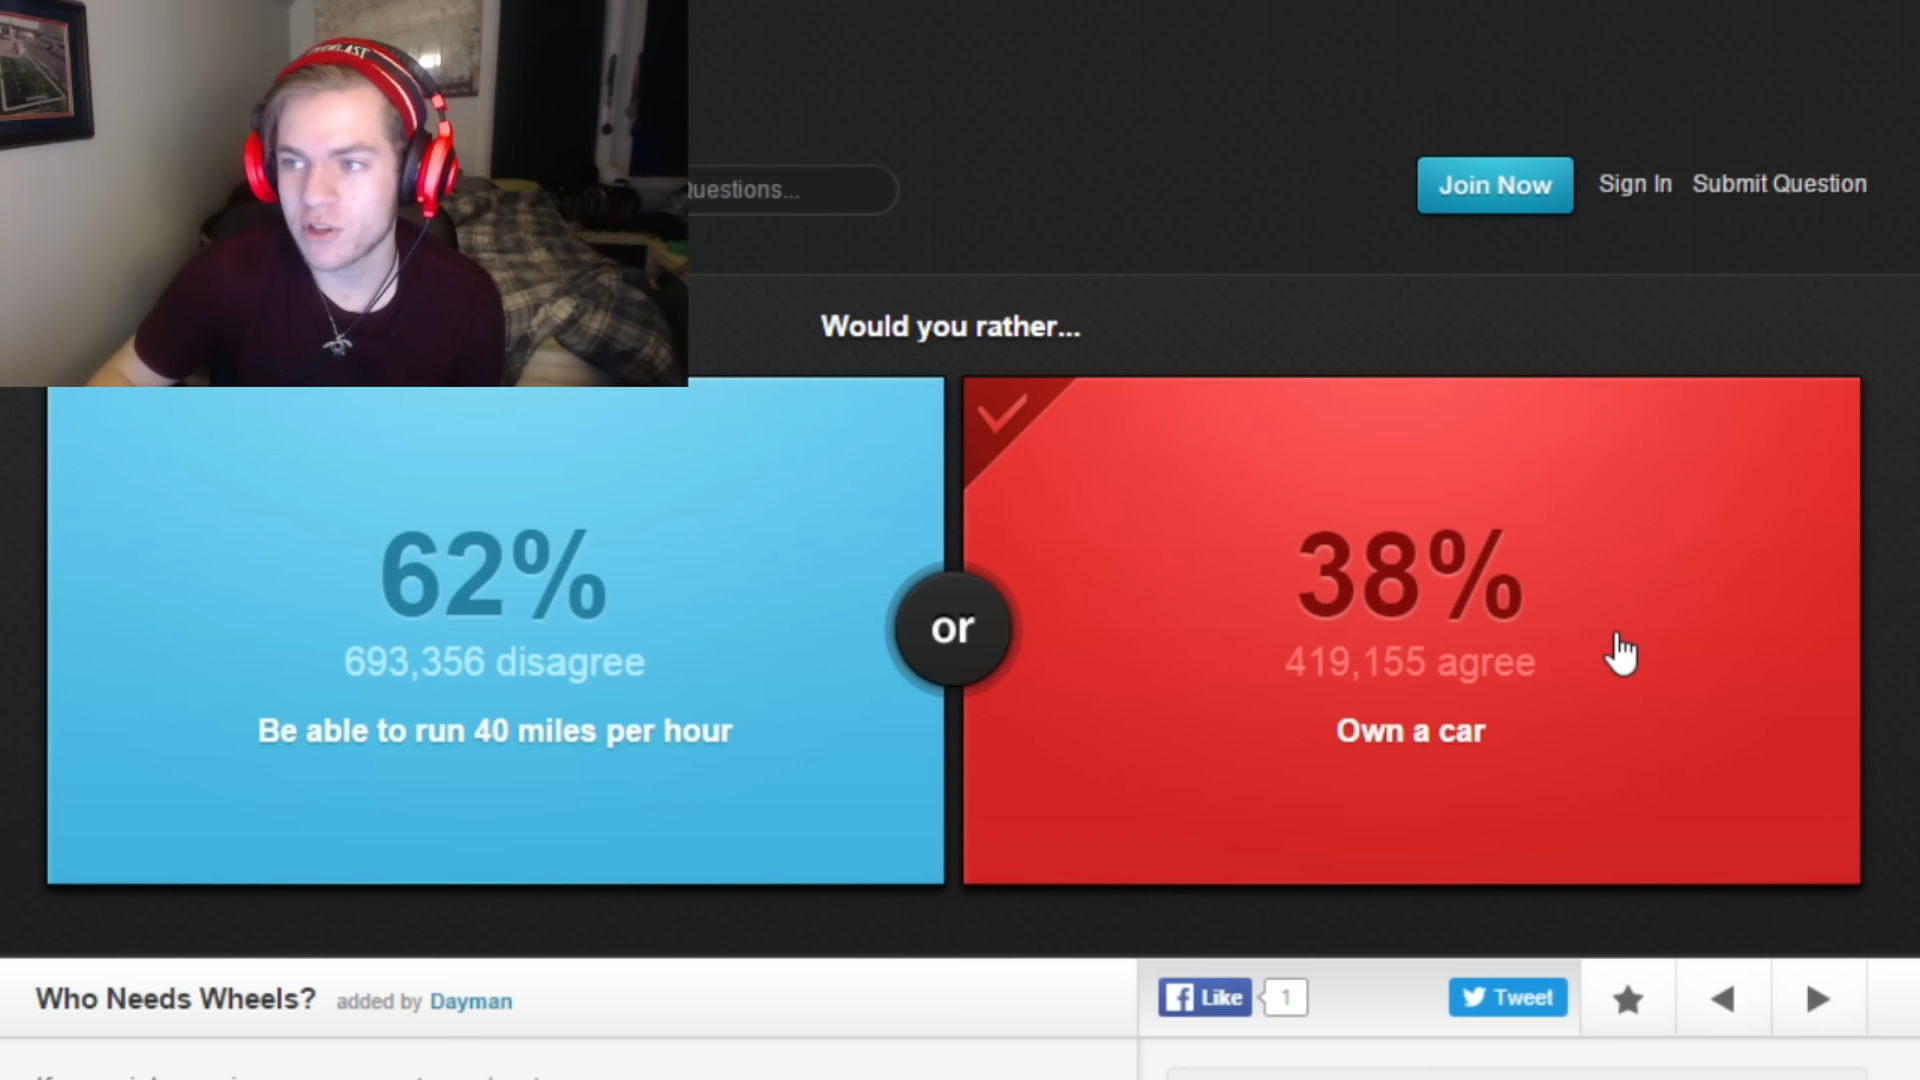 Questions...
Join Now
Sign In
Submit Question
Would you rather...
62%
693,356 disagree
Be able to run 40 miles per hour
or
38%
419,155 agree
Own a car
Who Needs Wheels? added by Dayman
Like
1
Tweet